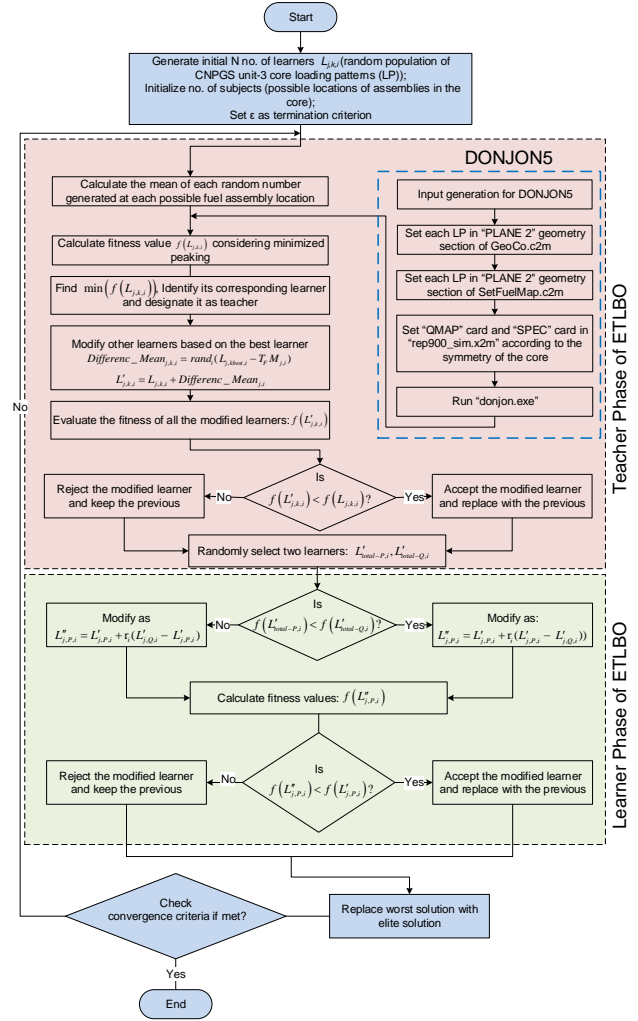 Start
Generate initial N no. of learners L_{j,k,i} (random population of
CNPGS unit-3 core loading patterns (LP));
Initialize no. of subjects (possible locations of assemblies in the
core);
Set ε as termination criterion
DONJON5
Calculate the mean of each random number
generated at each possible fuel assembly location
Calculate fitness value f(L_{j,k,i}) considering minimized
peaking
Find min(f(L_{j,k,i})), Identify its corresponding learner
and designate it as teacher
Modify other learners based on the best learner
Differenc_Mean_{j,k,i} = rand_i(L_{j,kbest,i} − T_F M_{j,i})
L′_{j,k,i} = L_{j,k,i} + Differenc_Mean_{j,i}
Evaluate the fitness of all the modified learners: f(L′_{j,k,i})
Input generation for DONJON5
Set each LP in “PLANE 2” geometry
section of GeoCo.c2m
Set each LP in “PLANE 2” geometry
section of SetFuelMap.c2m
Set “QMAP” card and “SPEC” card in
“rep900_sim.x2m” according to the
symmetry of the core
Run “donjon.exe”
Teacher Phase of ETLBO
No
Is
f(L′_{j,k,i}) < f(L_{j,k,i})?
No
Yes
Reject the modified learner
and keep the previous
Accept the modified learner
and replace with the previous
Randomly select two learners: L′_{total−P,i}, L′_{total−Q,i}
Is
f(L′_{total−P,i}) < f(L′_{total−Q,i})?
No
Yes
Modify as
L″_{j,P,i} = L′_{j,P,i} + r_i(L′_{j,Q,i} − L′_{j,P,i})
Modify as:
L″_{j,P,i} = L′_{j,P,i} + r_i(L′_{j,P,i} − L′_{j,Q,i}))
Calculate fitness values: f(L″_{j,P,i})
Is
f(L″_{j,P,i}) < f(L′_{j,P,i})?
No
Yes
Reject the modified learner
and keep the previous
Accept the modified learner
and replace with the previous
Learner Phase of ETLBO
Check
convergence criteria if met?
Replace worst solution with
elite solution
Yes
End